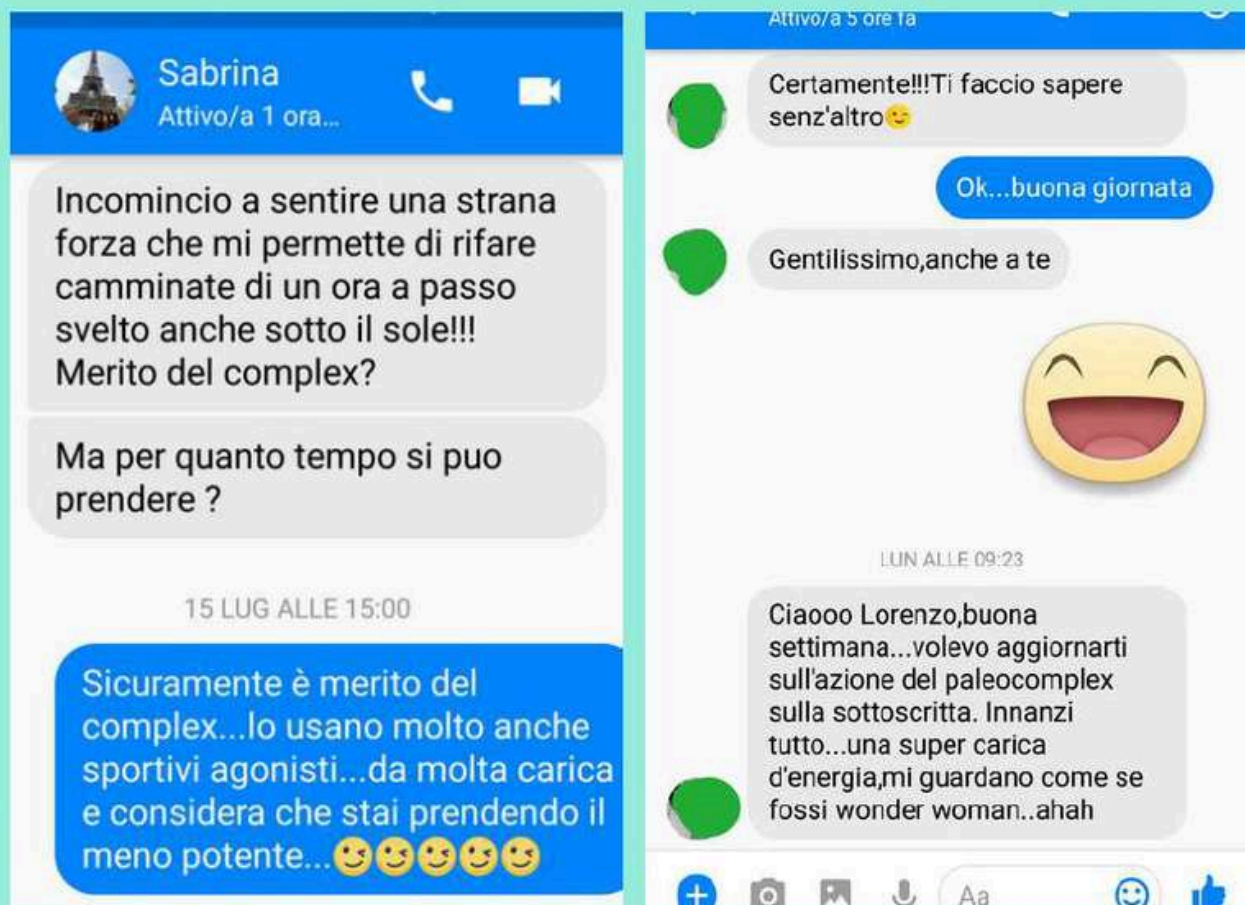 Sabrina
Attivo/a 1 ora...
Incomincio a sentire una strana
forza che mi permette di rifare
camminate di un ora a passo
svelto anche sotto il sole!!!
Merito del complex?
Ma per quanto tempo si puo
prendere ?
15 LUG ALLE 15:00
Sicuramente è merito del
complex...lo usano molto anche
sportivi agonisti...da molta carica
e considera che stai prendendo il
meno potente...😉😉😉😉😉
Attivo/a 5 ore fa
Certamente!!!Ti faccio sapere
senz'altro😉
Ok...buona giornata
Gentilissimo,anche a te
LUN ALLE 09:23
Ciaooo Lorenzo,buona
settimana...volevo aggiornarti
sull'azione del paleocomplex
sulla sottoscritta. Innanzi
tutto...una super carica
d'energia,mi guardano come se
fossi wonder woman..ahah
Aa